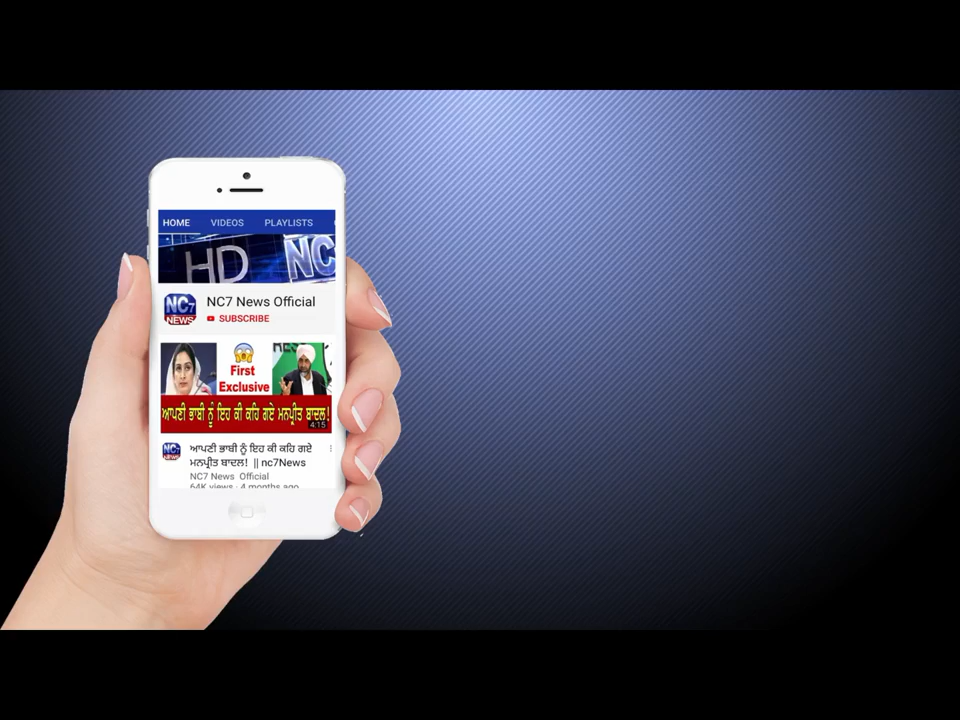 HOME VIDEOS PLAYLISTS
HD NC
NC7 NEWS
NC7 News Official
SUBSCRIBE
First
Exclusive
ਆਪਣੀ ਭਾਬੀ ਨੂੰ ਇਹ ਕੀ ਕਹਿ ਗਏ ਮਨਪ੍ਰੀਤ ਬਾਦਲ!
4:15
NC7 NEWS
ਆਪਣੀ ਭਾਬੀ ਨੂੰ ਇਹ ਕੀ ਕਹਿ ਗਏ
ਮਨਪ੍ਰੀਤ ਬਾਦਲ! || nc7News
NC7 News Official
64K views · 4 months ago